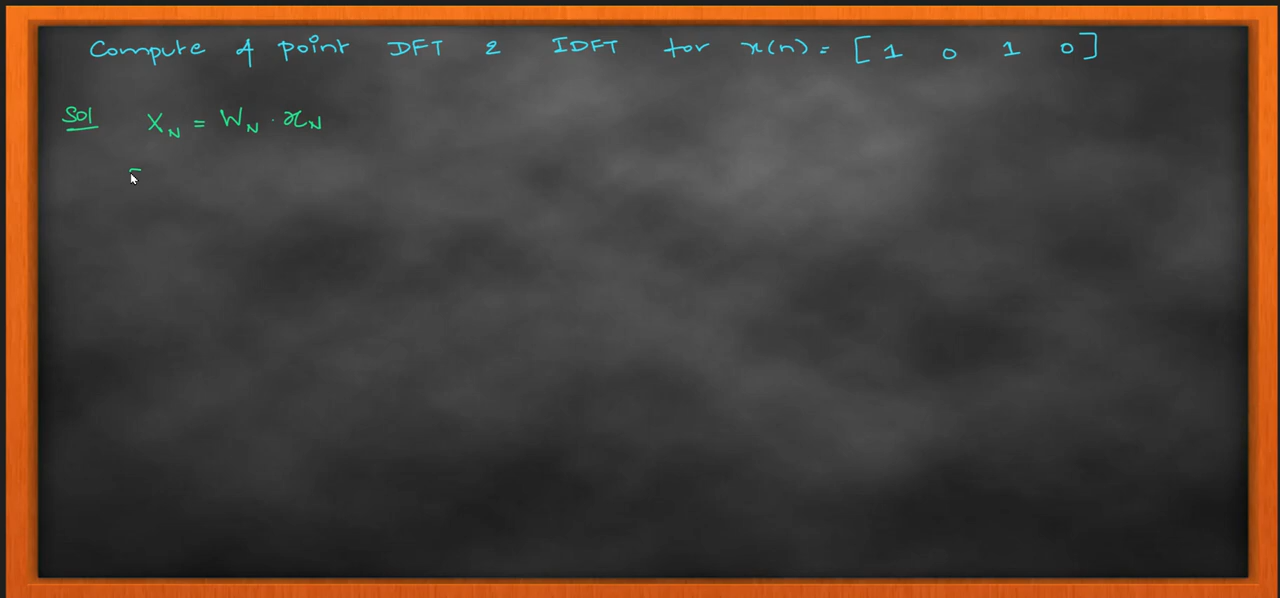 Compute 4 point DFT & IDFT for x(n) = [ 1 0 1 0 ]
Sol X_N = W_N · x_N